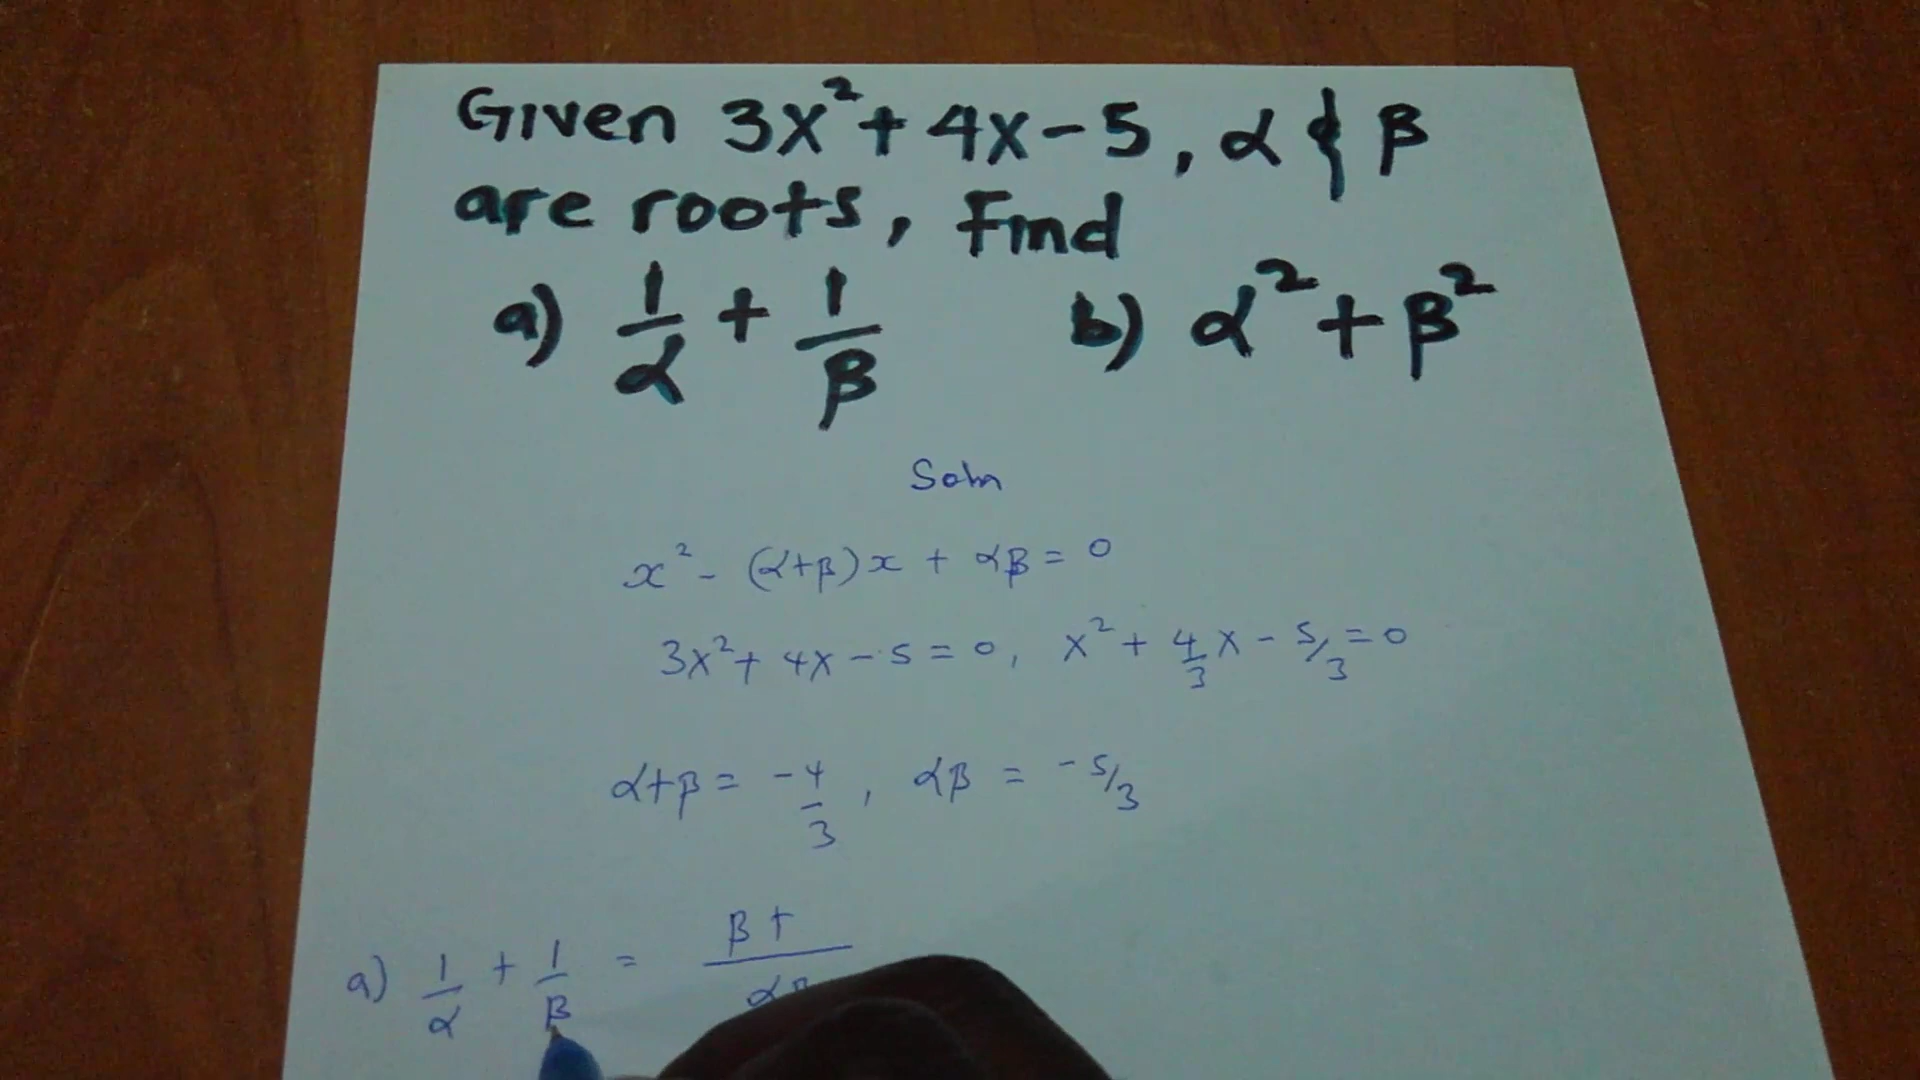 Given 3x² + 4x - 5, α & β
are roots, Find
a) 1/α + 1/β b) α² + β²
Soln
x² - (α+β)x + αβ = 0
3x² + 4x - 5 = 0, x² + 4/3 x - 5/3 = 0
α+β = -4/3, αβ = -5/3
a) 1/α + 1/β = β + / αβ